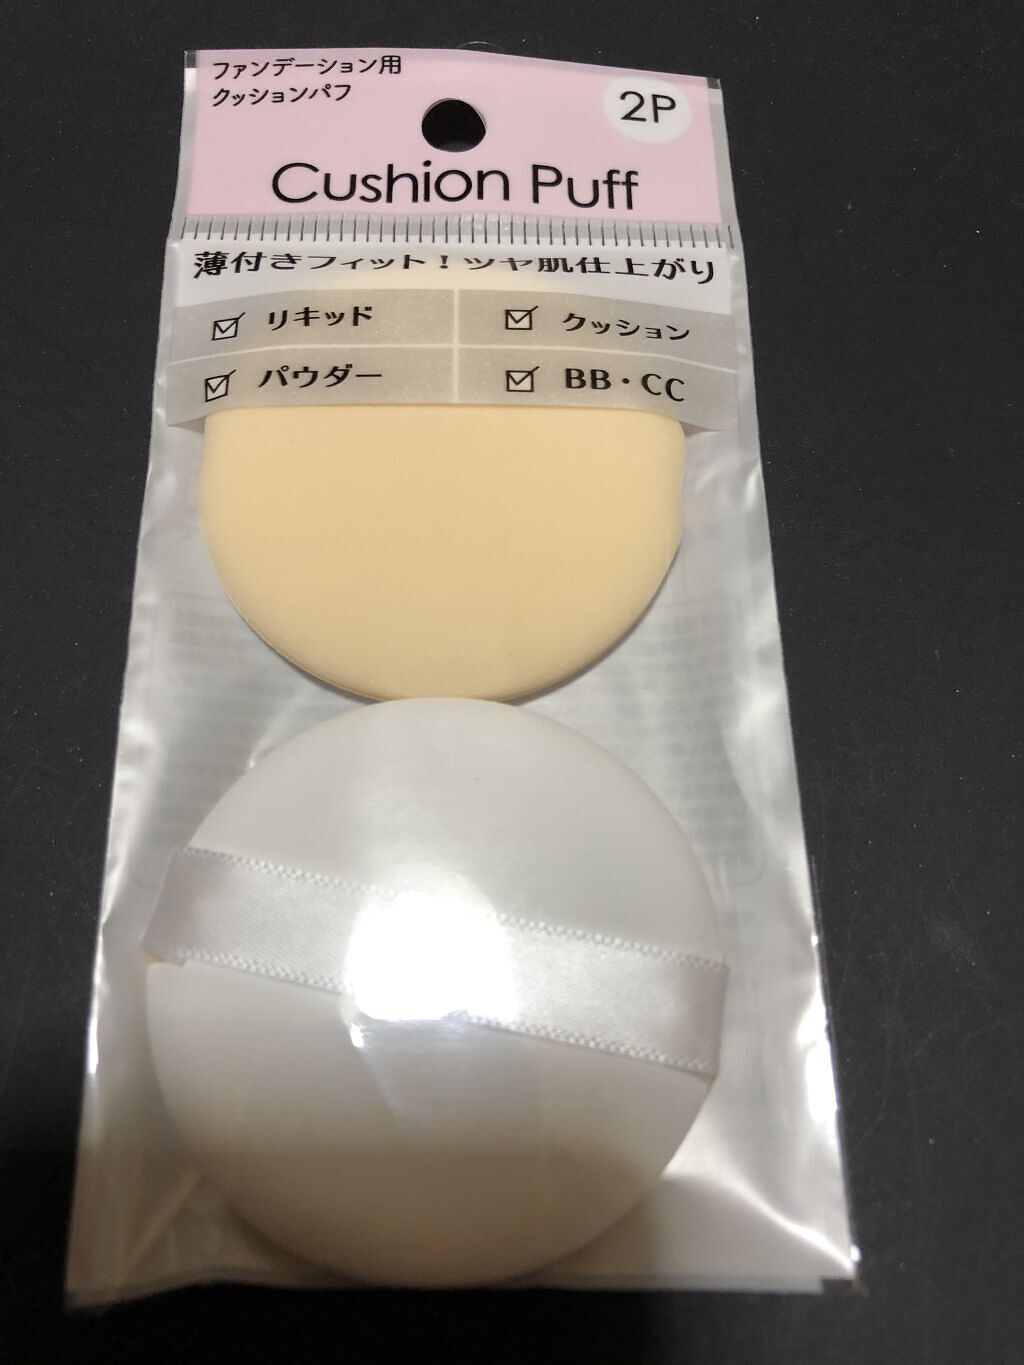 ファンデーション用
クッションパフ
2P
Cushion Puff
薄付きフィット！ツヤ肌仕上がり
リキッド
クッション
パウダー
BB・CC